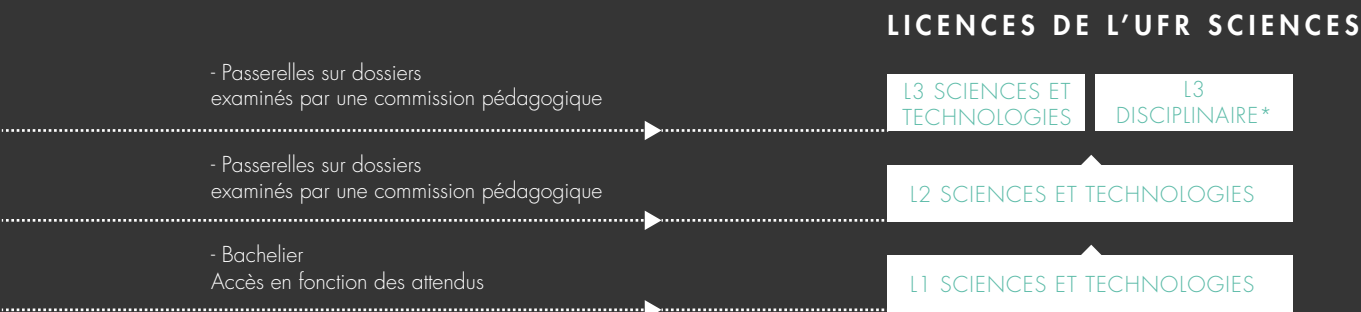 LICENCES DE L'UFR SCIENCES
- Passerelles sur dossiers
examinés par une commission pédagogique
L3 SCIENCES ET
TECHNOLOGIES
L3
DISCIPLINAIRE*
- Passerelles sur dossiers
examinés par une commission pédagogique
L2 SCIENCES ET TECHNOLOGIES
- Bachelier
Accès en fonction des attendus
L1 SCIENCES ET TECHNOLOGIES